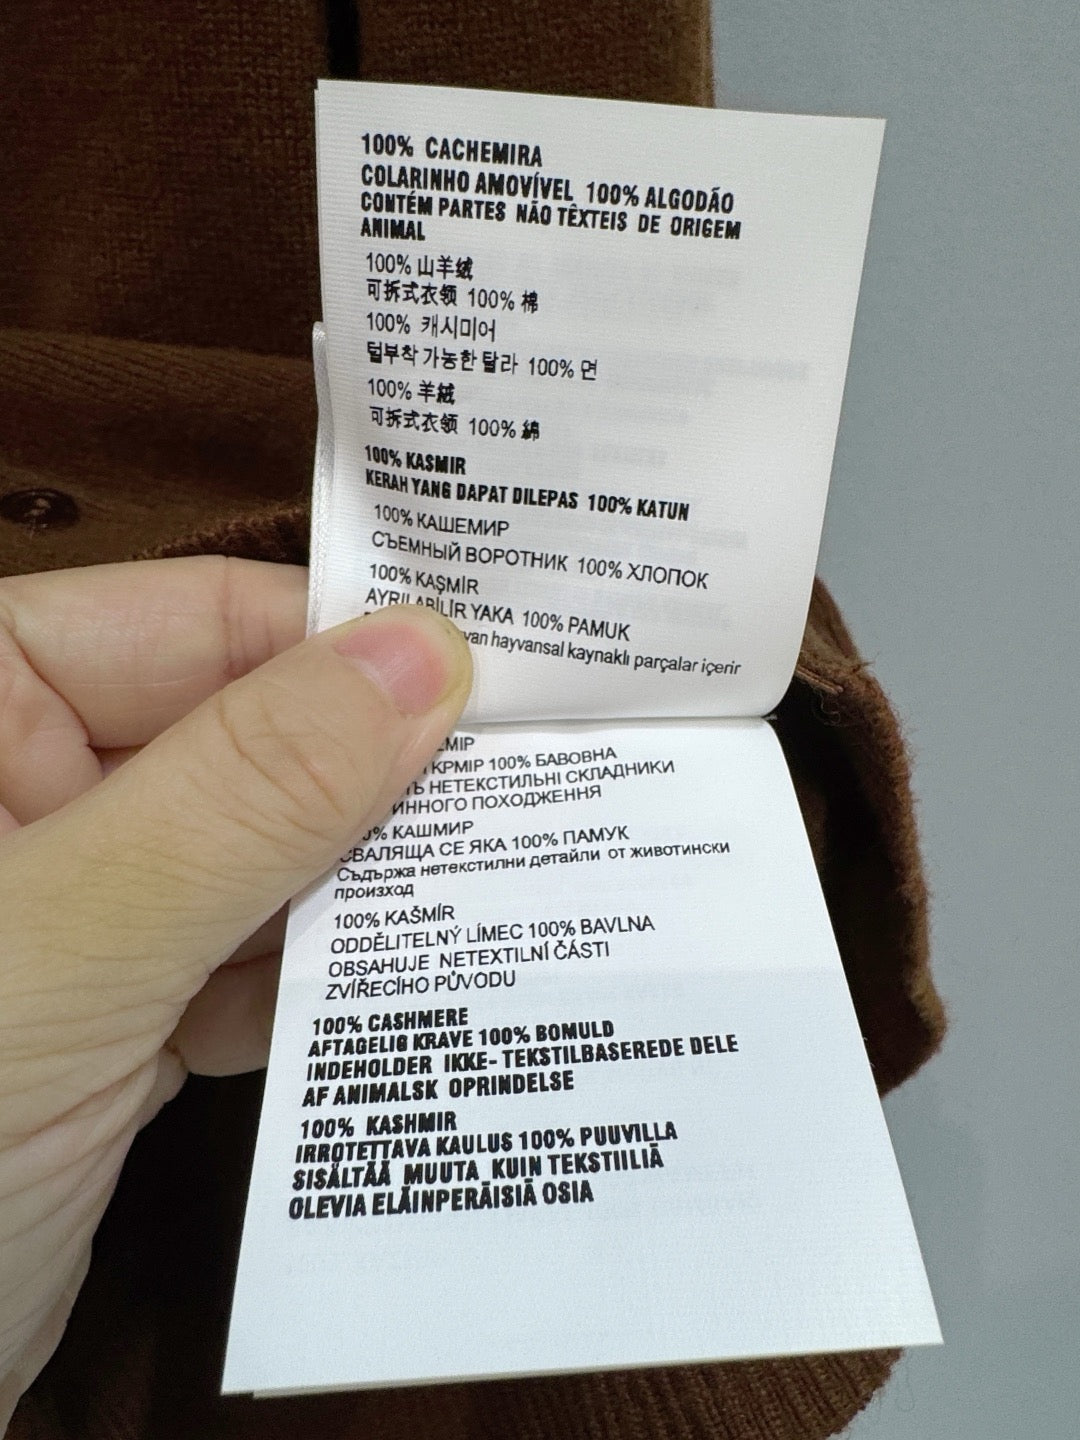 100% CACHEMIRA
COLARINHO AMOVÍVEL 100% ALGODÃO
CONTÉM PARTES NÃO TÊXTEIS DE ORIGEM
ANIMAL
100% 山羊绒
可拆式衣领 100% 棉
100% 캐시미어
털부착 가능한 탈라 100% 면
100% 羊絨
可拆式衣领 100% 綿
100% KASMIR
KERAH YANG DAPAT DILEPAS 100% KATUN
100% КАШЕМИР
СЪЕМНЫЙ ВОРОТНИК 100% ХЛОПОК
100% KAŞMİR
AYRILABİLİR YAKA 100% PAMUK
hayvansal kaynaklı parçalar içerir
100% БАВОВНА
НЕТЕКСТИЛЬНІ СКЛАДНИКИ
ПОХОДЖЕННЯ
КАШМИР
СВАЛЯЩА СЕ ЯКА 100% ПАМУК
Съдържа нетекстилни детайли от животински
произход
100% KAŠMÍR
ODDĚLITELNÝ LÍMEC 100% BAVLNA
OBSAHUJE NETEXTILNÍ ČÁSTI
ZVÍŘECÍHO PŮVODU
100% CASHMERE
AFTAGELIG KRAVE 100% BOMULD
INDEHOLDER IKKE-TEKSTILBASEREDE DELE
AF ANIMALSK OPRINDELSE
100% KASHMIR
IRROTETTAVA KAULUS 100% PUUVILLA
SISÄLTÄÄ MUUTA KUIN TEKSTIILIÄ
OLEVIA ELÄINPERÄISIÄ OSIA